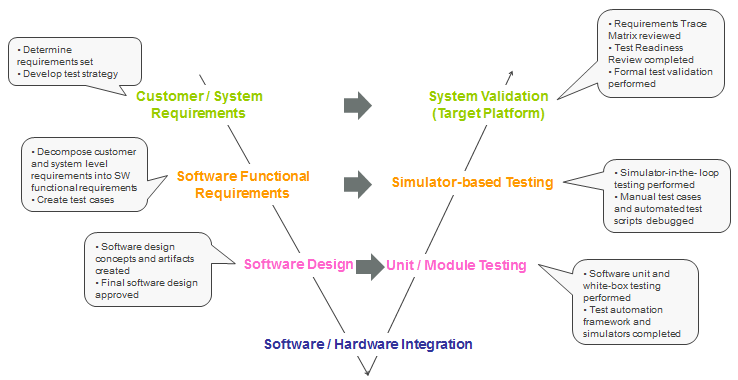 • Determine
requirements set
• Develop test strategy
Customer / System
Requirements
System Validation
(Target Platform)
• Requirements Trace
Matrix reviewed
• Test Readiness
Review completed
• Formal test validation
performed
• Decompose customer
and system level
requirements into SW
functional requirements
• Create test cases
Software Functional
Requirements
Simulator-based Testing
• Simulator-in-the- loop
testing performed
• Manual test cases
and automated test
scripts debugged
• Software design
concepts and artifacts
created
• Final software design
approved
Software Design
Unit / Module Testing
• Software unit and
white-box testing
performed
• Test automation
framework and
simulators completed
Software / Hardware Integration